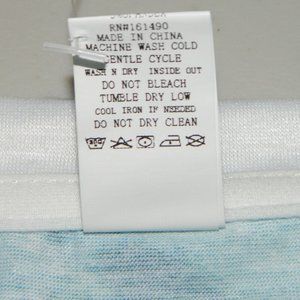 RN#161490
MADE IN CHINA
MACHINE WASH COLD
GENTLE CYCLE
WASH N DRY INSIDE OUT
DO NOT BLEACH
TUMBLE DRY LOW
COOL IRON IF NEEDED
DO NOT DRY CLEAN